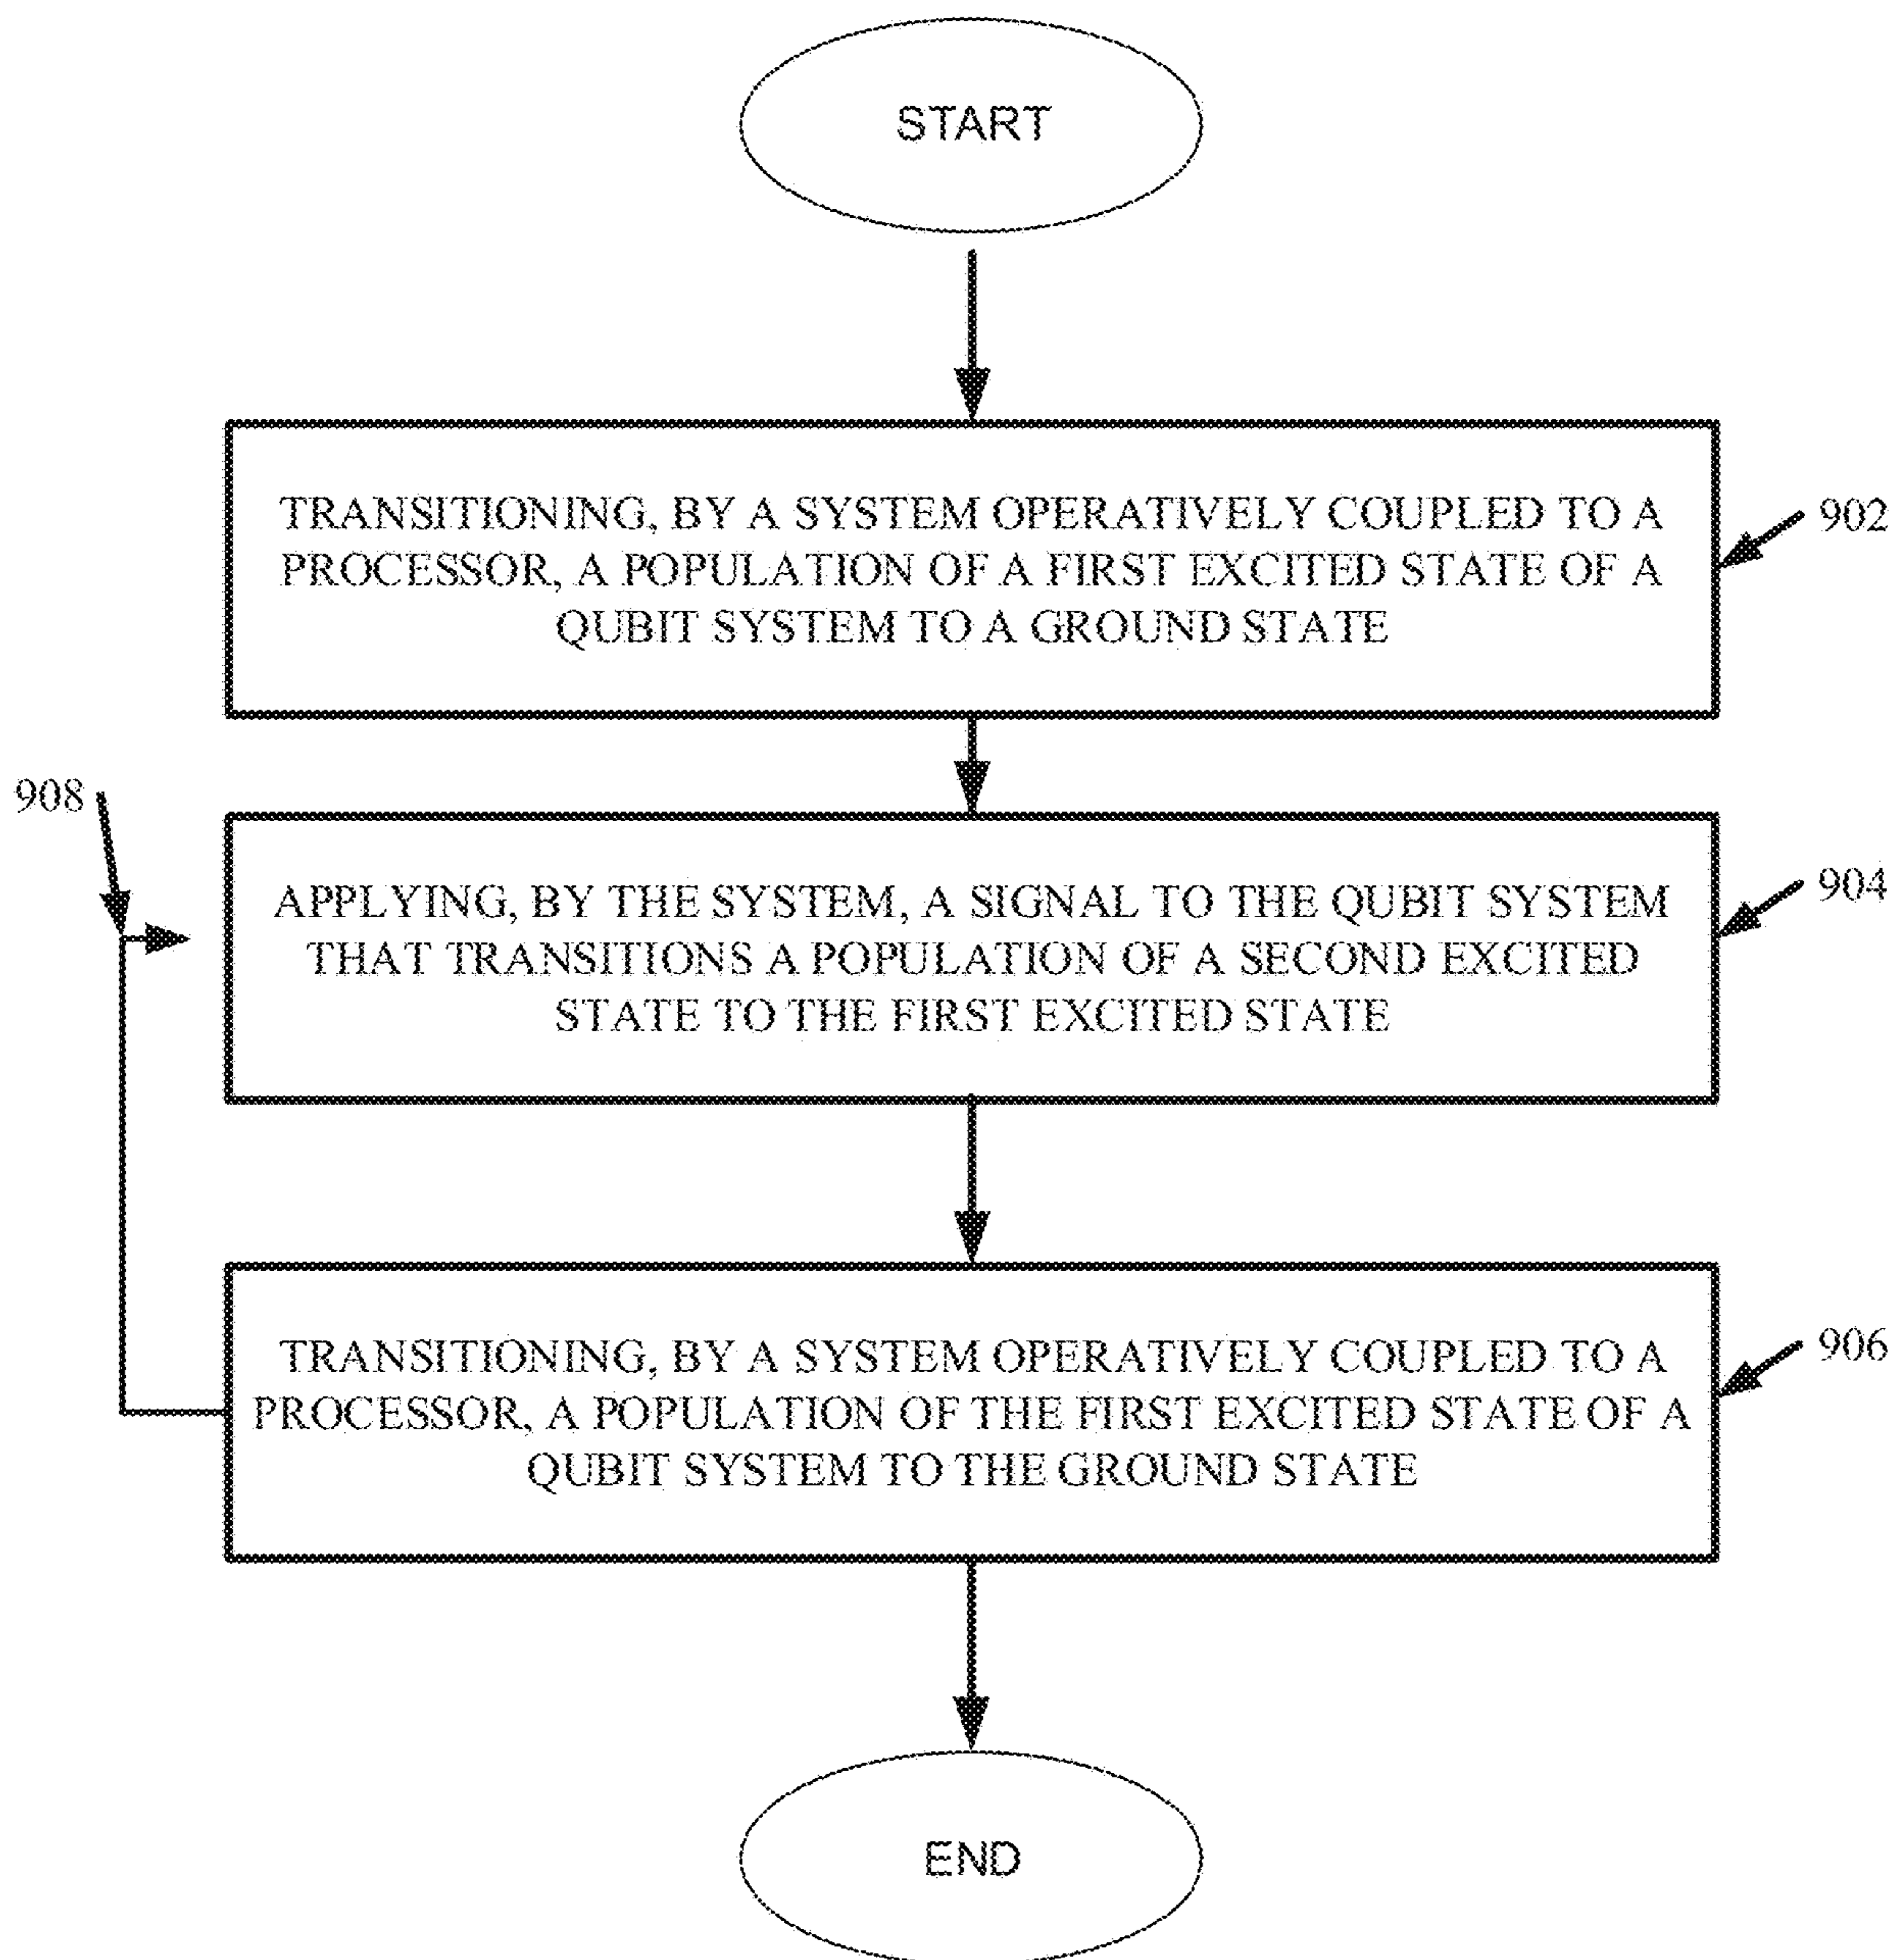 START
TRANSITIONING, BY A SYSTEM OPERATIVELY COUPLED TO A
PROCESSOR, A POPULATION OF A FIRST EXCITED STATE OF A
QUBIT SYSTEM TO A GROUND STATE
902
908
APPLYING, BY THE SYSTEM, A SIGNAL TO THE QUBIT SYSTEM
THAT TRANSITIONS A POPULATION OF A SECOND EXCITED
STATE TO THE FIRST EXCITED STATE
904
TRANSITIONING, BY A SYSTEM OPERATIVELY COUPLED TO A
PROCESSOR, A POPULATION OF THE FIRST EXCITED STATE OF A
QUBIT SYSTEM TO THE GROUND STATE
906
END